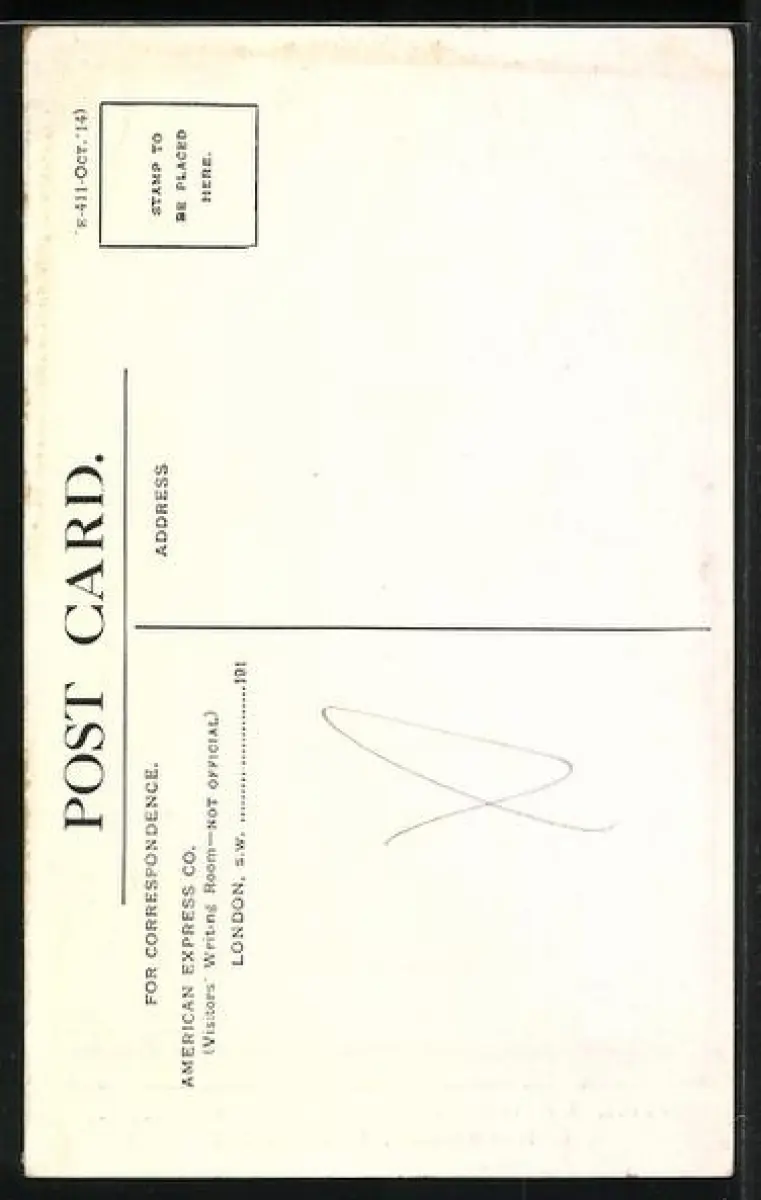 (E-411-Oct. '14)
POST CARD.
STAMP TO
BE PLACED
HERE.
FOR CORRESPONDENCE.
ADDRESS
AMERICAN EXPRESS CO.
(Visitors' Writing Room—NOT OFFICIAL)
LONDON, S.W. ........................191